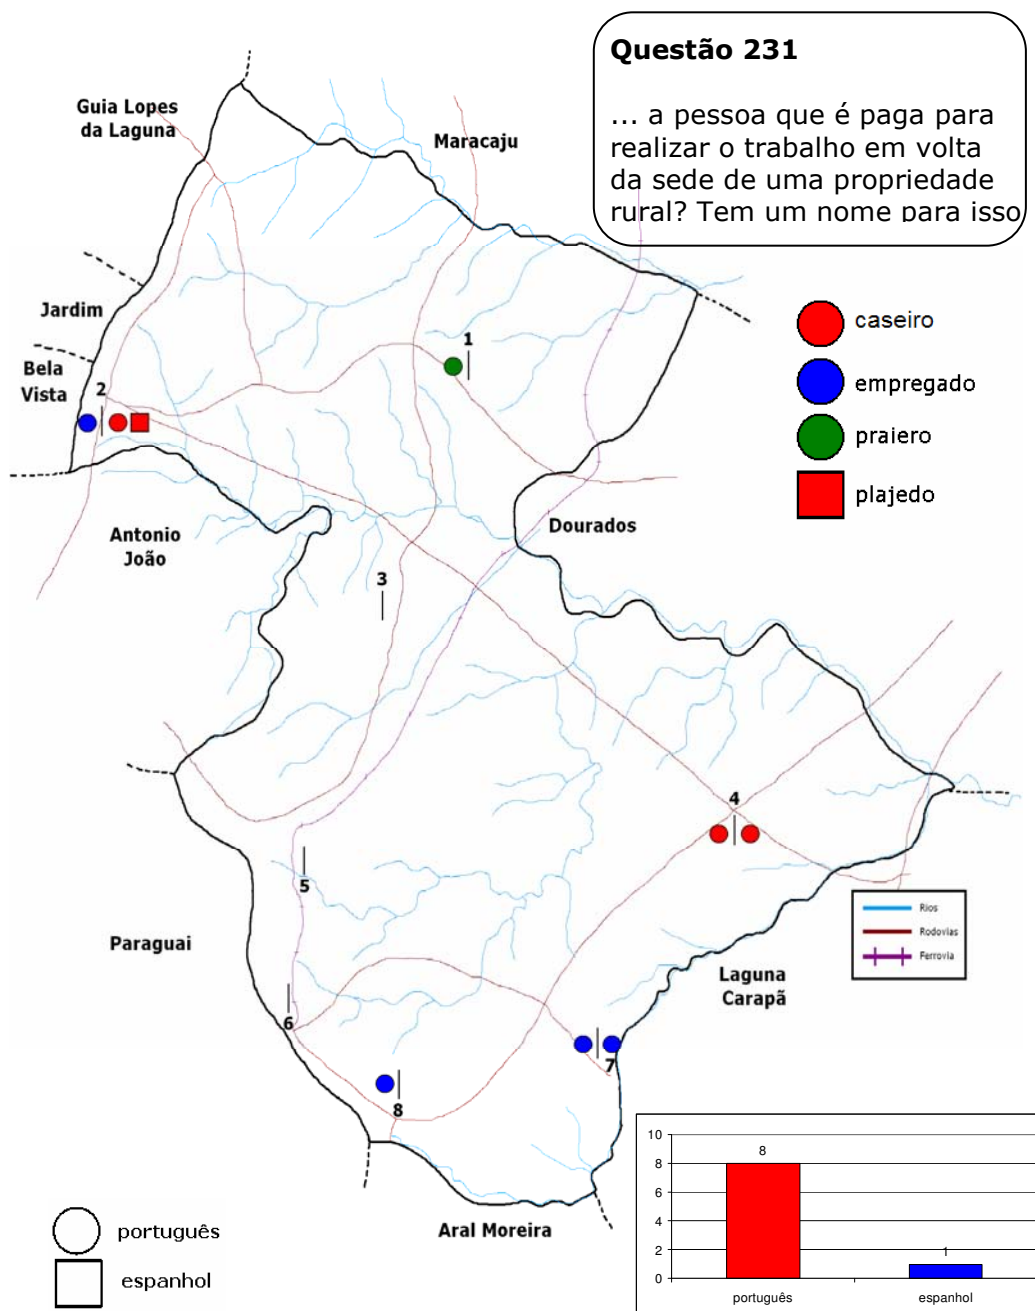 Questão 231
... a pessoa que é paga para
realizar o trabalho em volta
da sede de uma propriedade
rural? Tem um nome para isso
Guia Lopes
da Laguna
Maracaju
Jardim
Bela
Vista
1
2
caseiro
empregado
praiero
plajedo
Antonio
João
Dourados
3
4
5
Paraguai
Rios
Rodovias
Ferrovia
Laguna
Carapã
6
7
8
Aral Moreira
português
espanhol
10
8
6
4
2
0
8
1
português
espanhol